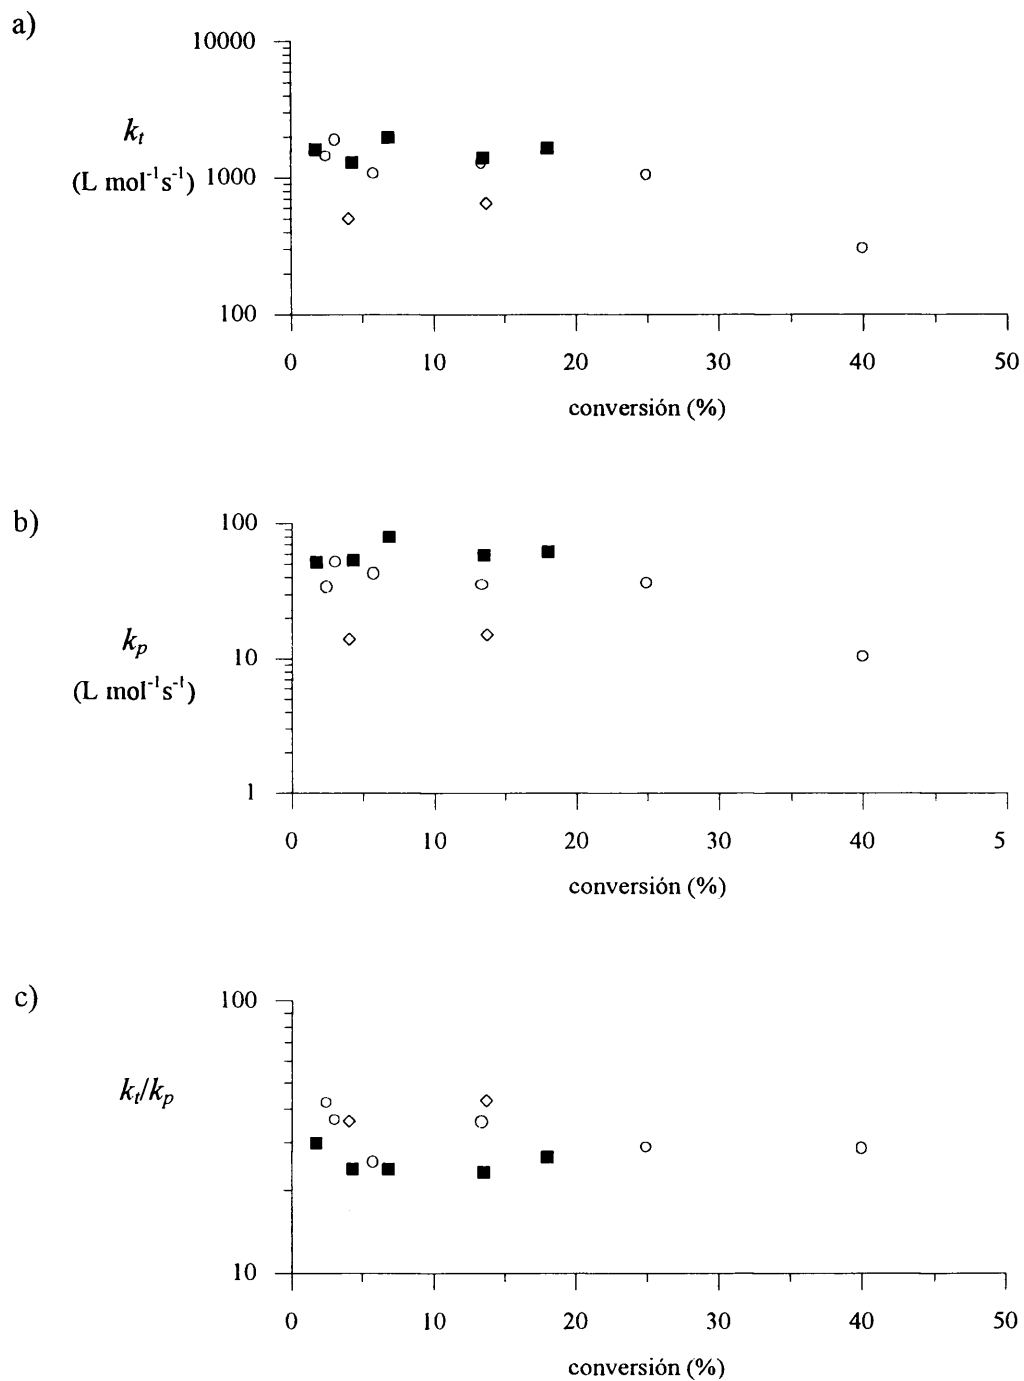 a)
10000
k_t
(L mol⁻¹s⁻¹)
1000
100
0 10 20 30 40 50
conversión (%)
b)
100
k_p
10
(L mol⁻¹s⁻¹)
1
0 10 20 30 40 5
conversión (%)
c)
100
k_t/k_p
10
0 10 20 30 40 50
conversión (%)